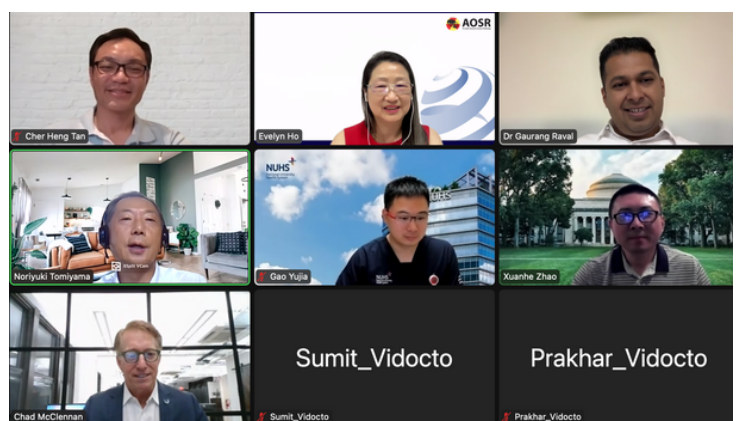 AOSR
Cher Heng Tan
Evelyn Ho
Dr Gaurang Raval
NUHS
NUHS
Noriyuki Tomiyama
Gao Yujia
Xuanhe Zhao
Sumit_Vidocto
Prakhar_Vidocto
Chad McClennan
Sumit_Vidocto
Prakhar_Vidocto